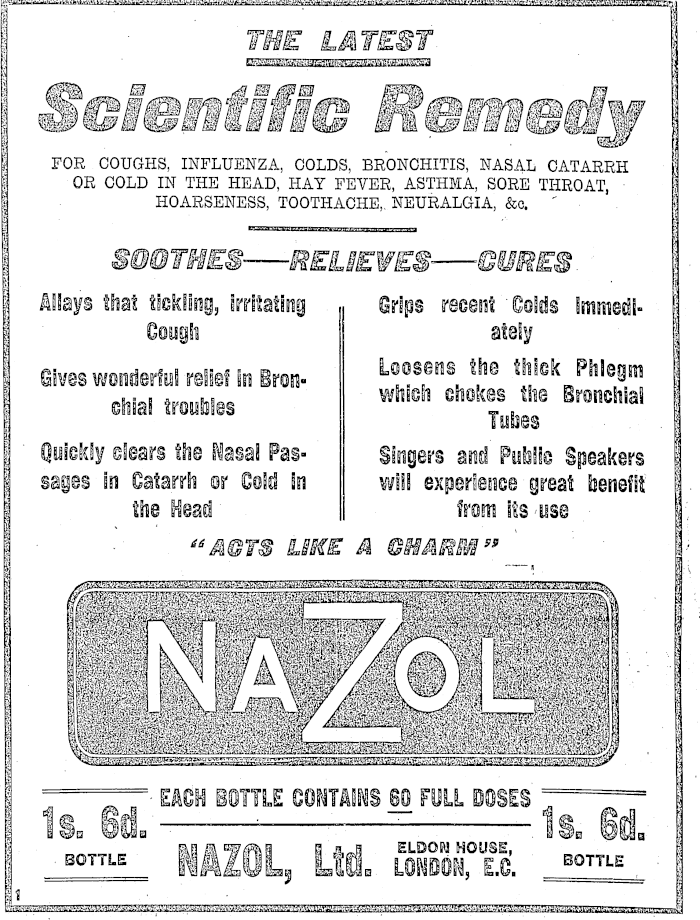 THE LATEST
Scientific Remedy
FOR COUGHS, INFLUENZA, COLDS, BRONCHITIS, NASAL CATARRH
OR COLD IN THE HEAD, HAY FEVER, ASTHMA, SORE THROAT,
HOARSENESS, TOOTHACHE, NEURALGIA, &c.
SOOTHES—RELIEVES—CURES
Allays that tickling, irritating
Cough
Gives wonderful relief in Bron-
chial troubles
Quickly clears the Nasal Pas-
sages in Catarrh or Cold in
the Head
Grips recent Colds immedi-
ately
Loosens the thick Phlegm
which chokes the Bronchial
Tubes
Singers and Public Speakers
will experience great benefit
from its use
"ACTS LIKE A CHARM"
NAZOL
1s. 6d.
BOTTLE
EACH BOTTLE CONTAINS 60 FULL DOSES
NAZOL, Ltd.
ELDON HOUSE,
LONDON, E.C.
1s. 6d.
BOTTLE
1